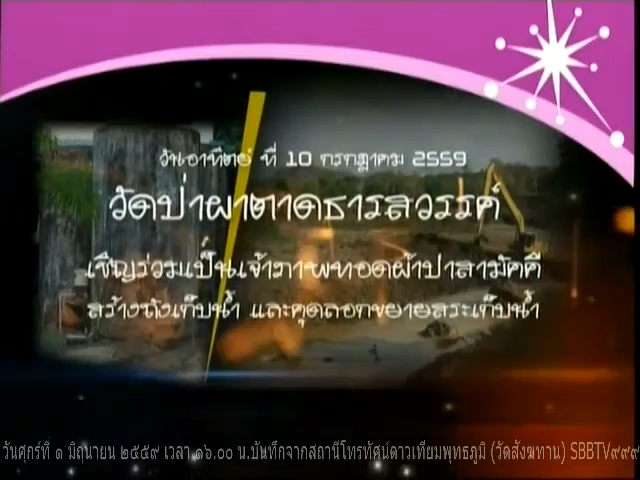 วันอาทิตย์ ที่ 10 กรกฎาคม 2559
วัดป่าผาตาดธารสวรรค์
เชิญร่วมเป็นเจ้าภาพทอดผ้าป่าสามัคคี
สร้างถังเก็บน้ำ และขุดลอกขยายสระเก็บน้ำ
วันศุกร์ที่ ๑ มิถุนายน ๒๕๕๙ เวลา ๑๖.๐๐ น.บันทึกจากสถานีโทรทัศน์ดาวเทียมพุทธภูมิ (วัดสังฆทาน) SBBTV๙๙๙